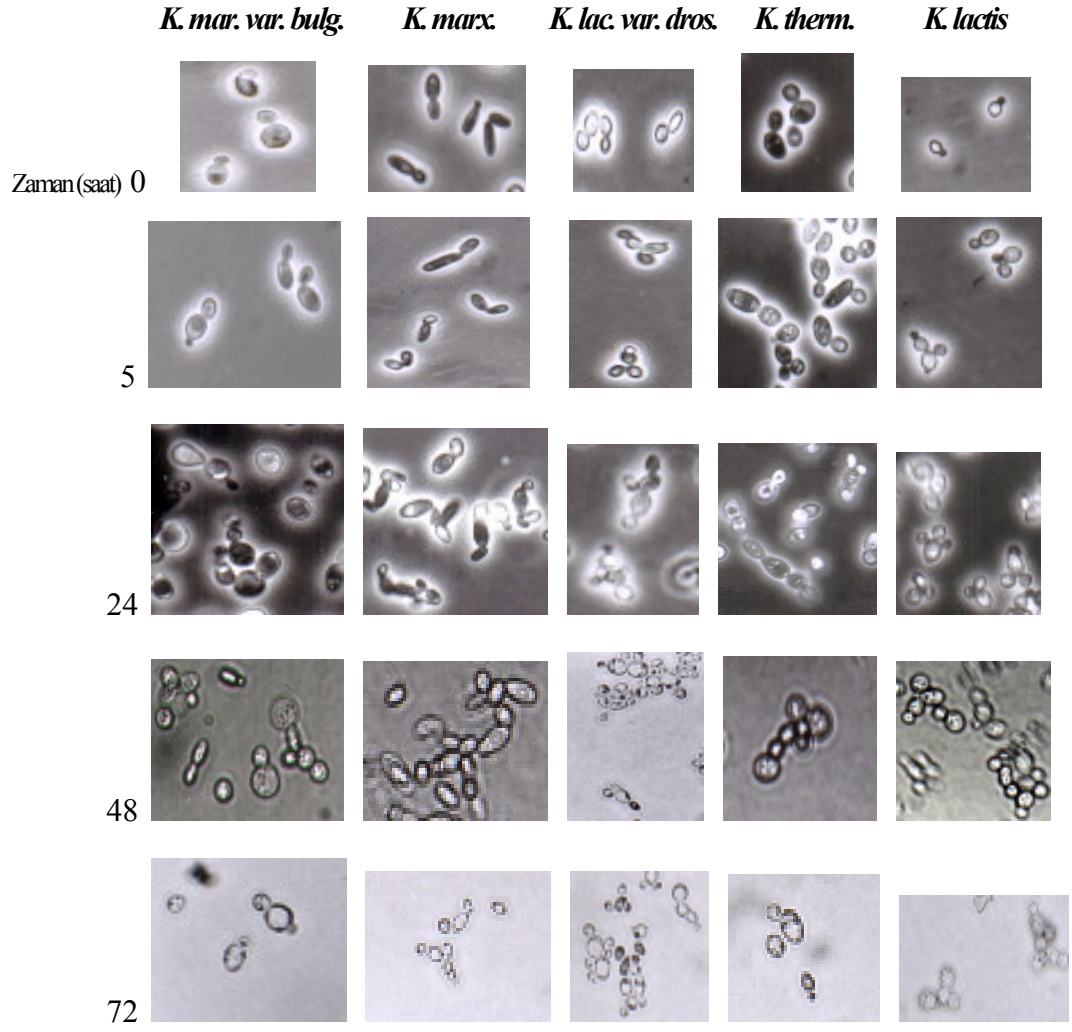 K. mar. var. bulg. K. marx. K. lac. var. dros. K. therm. K. lactis
Zaman (saat) 0
5
24
48
72